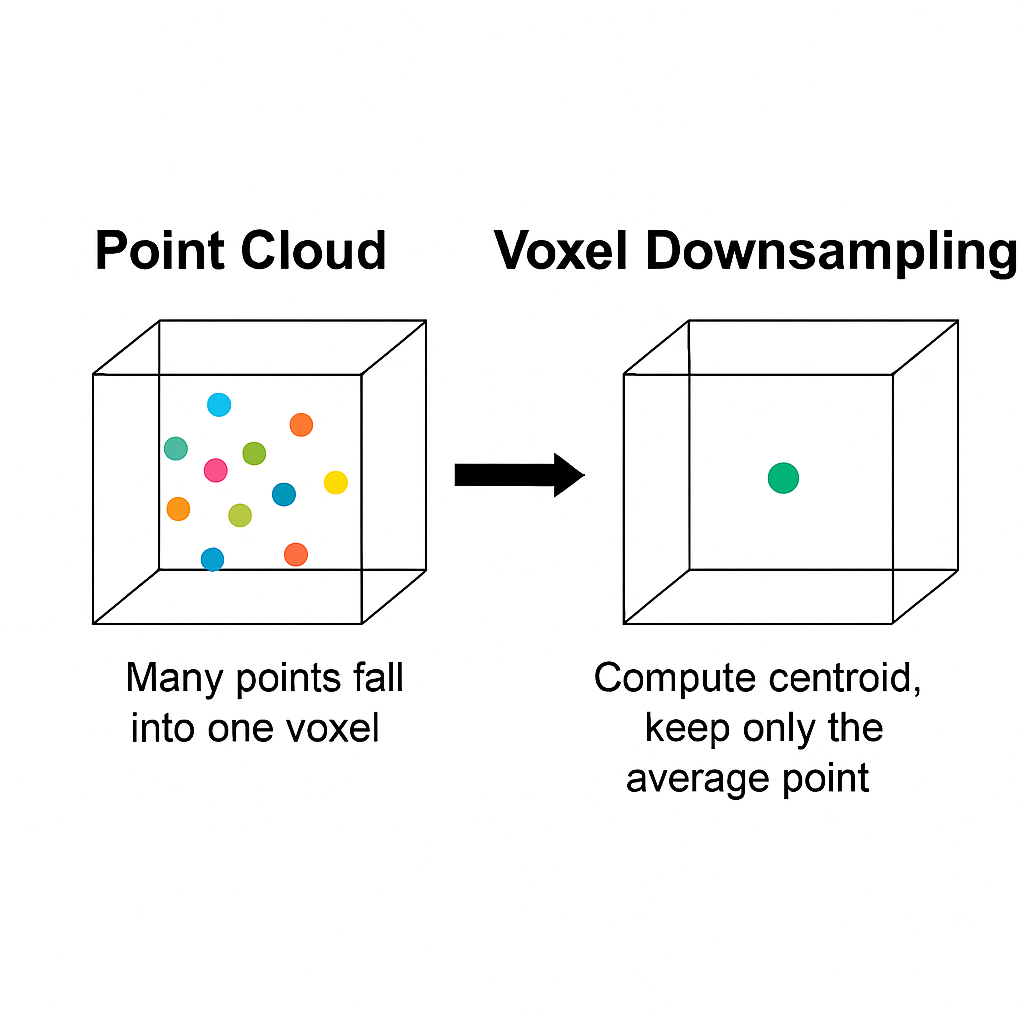 Point Cloud
Voxel Downsampling
Many points fall
into one voxel
Compute centroid,
keep only the
average point